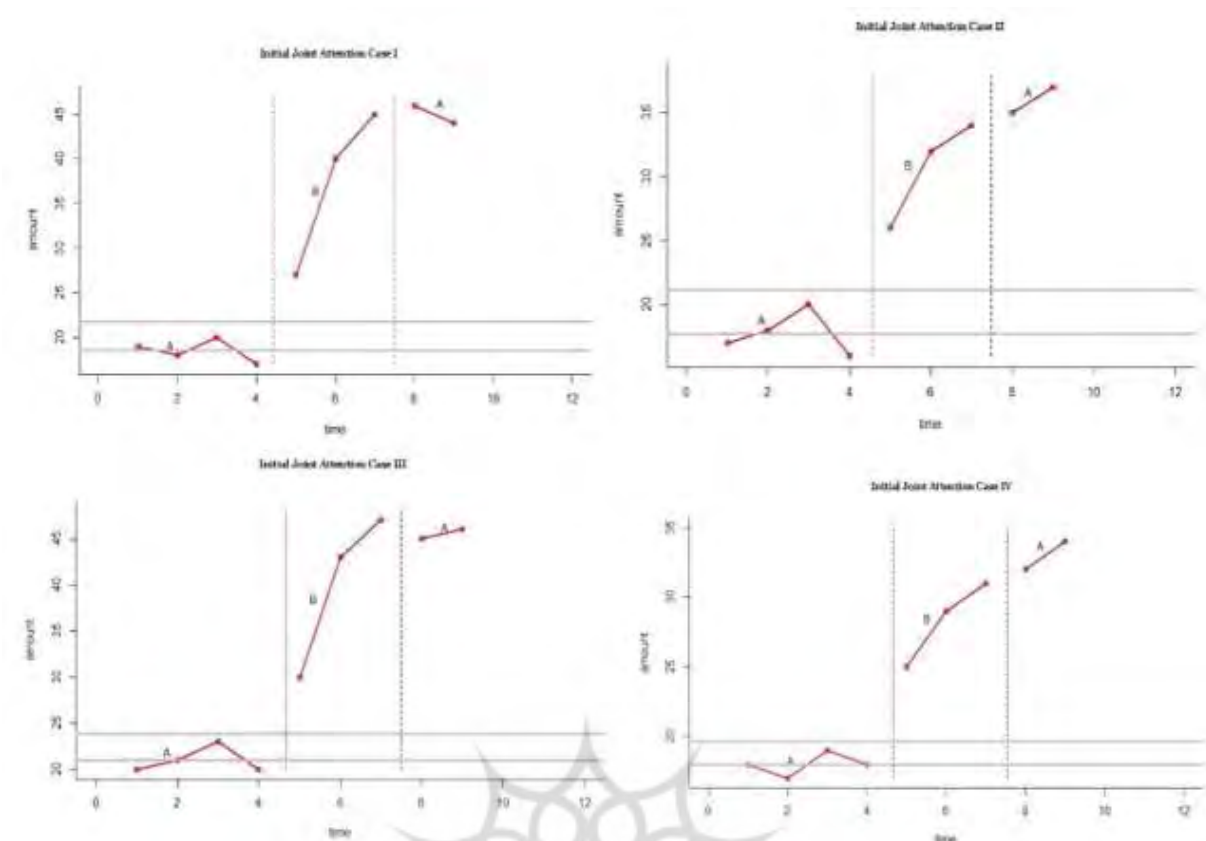 Initial Joint Attention Case I
amount
45
40
35
30
25
20
A
B
A
0 2 4 6 8 10 12
time
Initial Joint Attention Case II
amount
35
30
25
20
A
B
A
0 2 4 6 8 10 12
time
Initial Joint Attention Case III
amount
45
40
35
30
25
20
A
B
A
0 2 4 6 8 10 12
time
Initial Joint Attention Case IV
amount
35
30
25
20
A
B
A
0 2 4 6 8 10 12
time